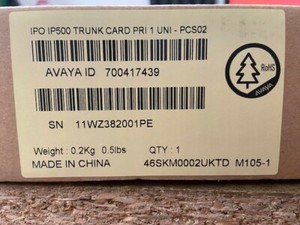 IPO IP500 TRUNK CARD PRI 1 UNI - PCS02
AVAYA ID 700417439
RoHS
SN 11WZ382001PE
Weight : 0.2Kg 0.5lbs QTY : 1
MADE IN CHINA 46SKM0002UKTD M105-1